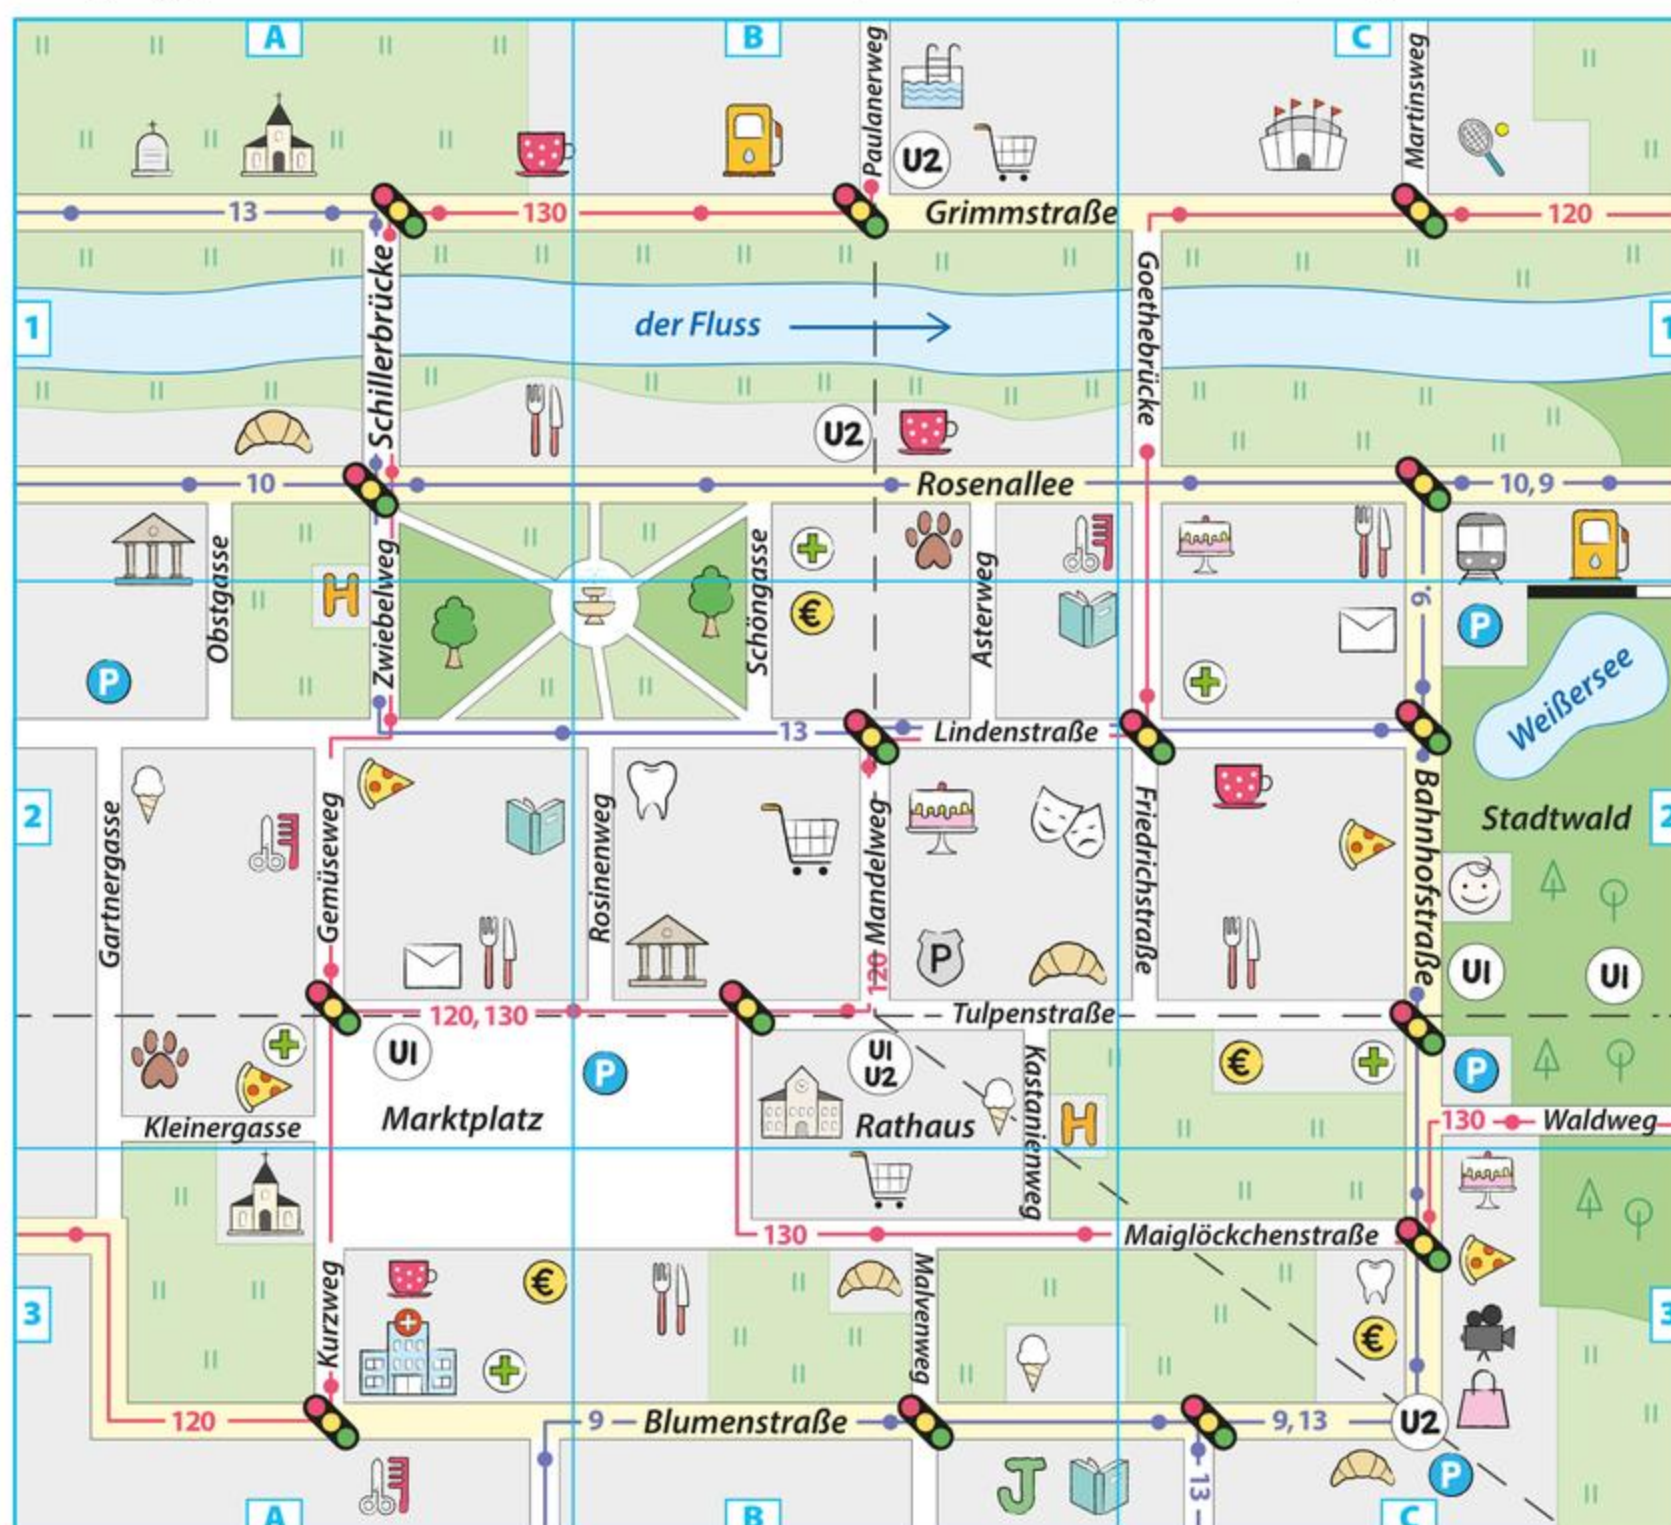 A
B
C
Paulanerweg
Martinsweg
U2
13
130
Grimmstraße
120
Schillerbrücke
Goethebrücke
1
der Fluss
1
U2
10
Rosenallee
10,9
Obstgasse
H
Zwiebelweg
Schöngasse
€
Asterweg
9
P
P
Weißersee
13
Lindenstraße
2
Gartnergasse
Gemüseweg
Rosinenweg
Mandelweg
120
Friedrichstraße
Bahnhofstraße
Stadtwald
2
P
U1
U1
120, 130
Tulpenstraße
U1
P
U1
U2
Kastanienweg
€
P
Marktplatz
Rathaus
H
Kleinergasse
130
Waldweg
130
Maiglöckchenstraße
3
Kurzweg
€
Malvenweg
€
3
120
9
Blumenstraße
9,13
U2
J
13
P
A
B
C